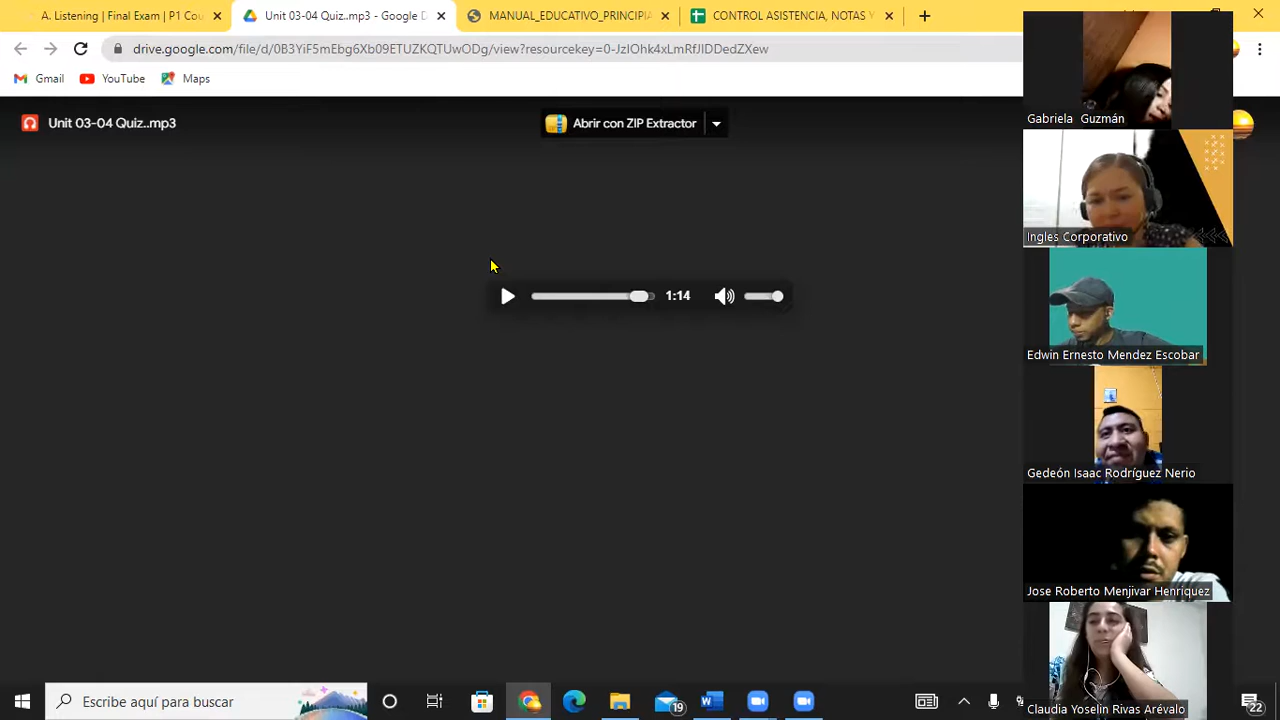 A. Listening | Final Exam | P1 Cou
Unit 03-04 Quiz..mp3 - Google D
MANUAL_EDUCATIVO_PRINCIPIA
CONTROL ASISTENCIA, NOTAS Y
drive.google.com/file/d/0B3YiF5mEbg6Xb09ETUZKQTUwODg/view?resourcekey=0-JzIOhk4xLmRfJIDDedZXew
Gmail
YouTube
Maps
Unit 03-04 Quiz..mp3
Abrir con ZIP Extractor
1:14
Gabriela Guzmán
Ingles Corporativo
Edwin Ernesto Mendez Escobar
Gedeón Isaac Rodríguez Nerio
Jose Roberto Menjivar Henriquez
Claudia Yoselin Rivas Arévalo
Escribe aquí para buscar
19
22